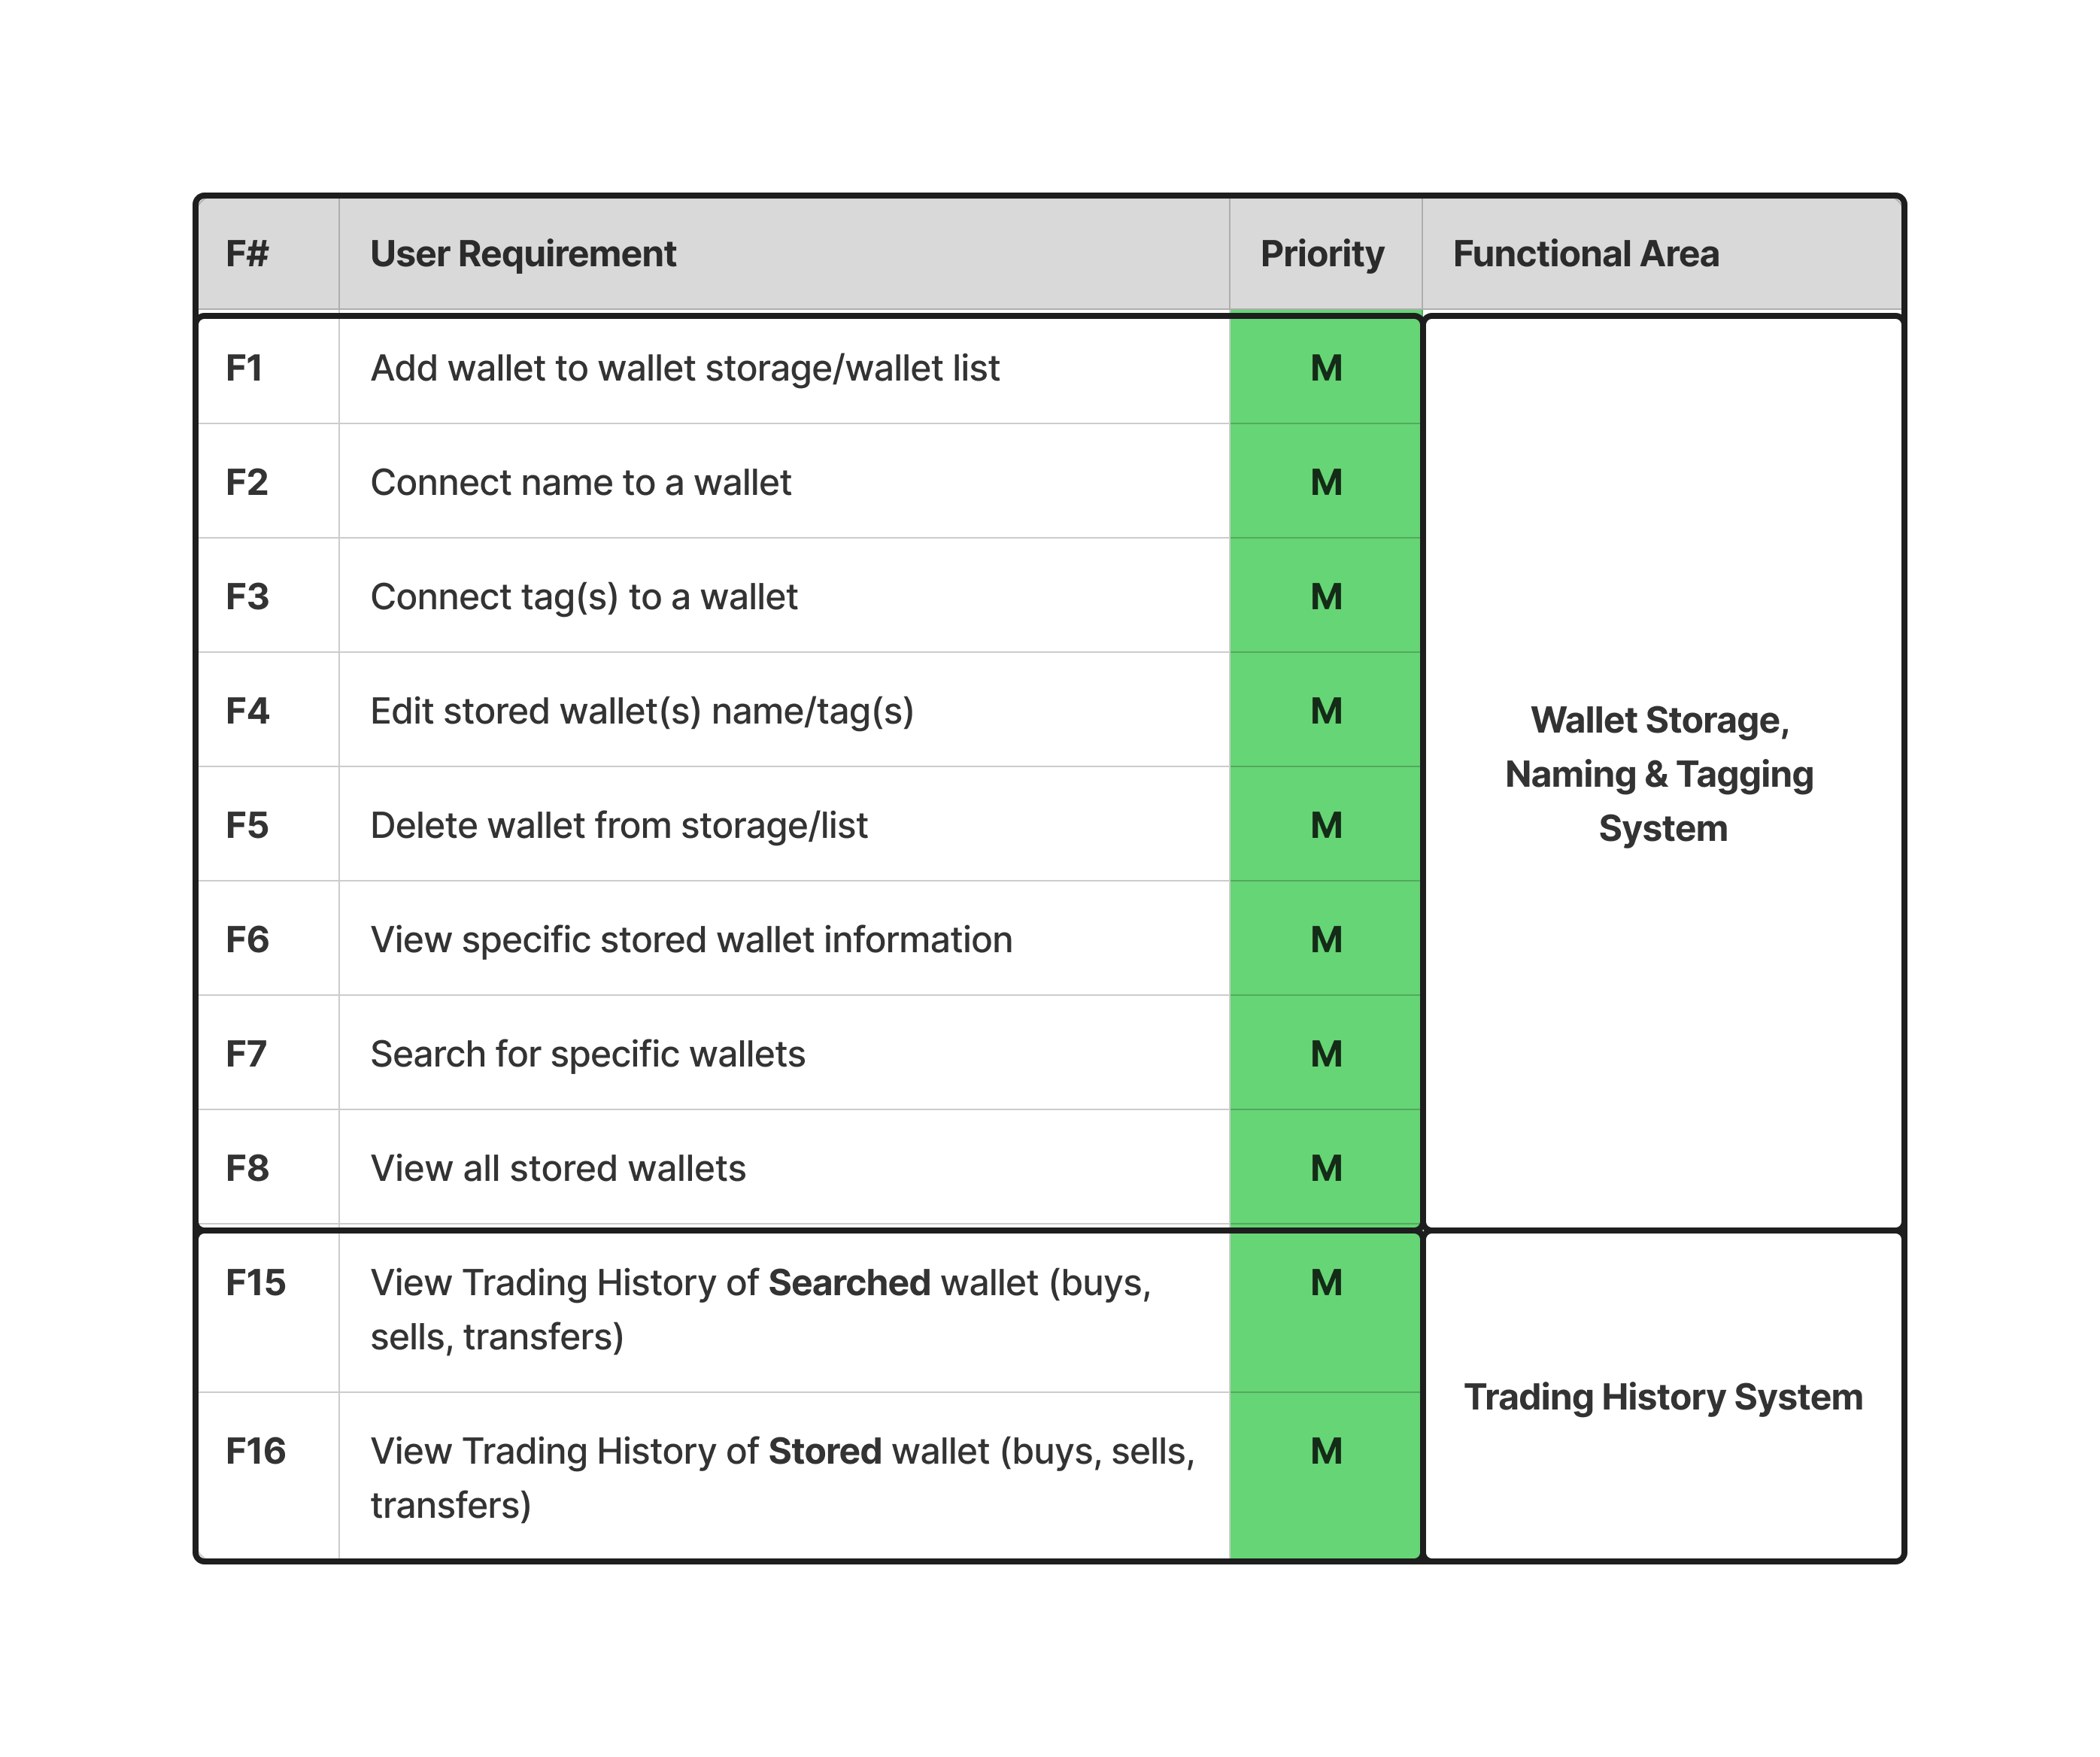 F# User Requirement Priority Functional Area
F1 Add wallet to wallet storage/wallet list M
F2 Connect name to a wallet M
F3 Connect tag(s) to a wallet M
F4 Edit stored wallet(s) name/tag(s) M
F5 Delete wallet from storage/list M
F6 View specific stored wallet information M
F7 Search for specific wallets M
F8 View all stored wallets M
Wallet Storage,
Naming & Tagging
System
F15 View Trading History of Searched wallet (buys, M
sells, transfers)
F16 View Trading History of Stored wallet (buys, sells, M
transfers)
Trading History System